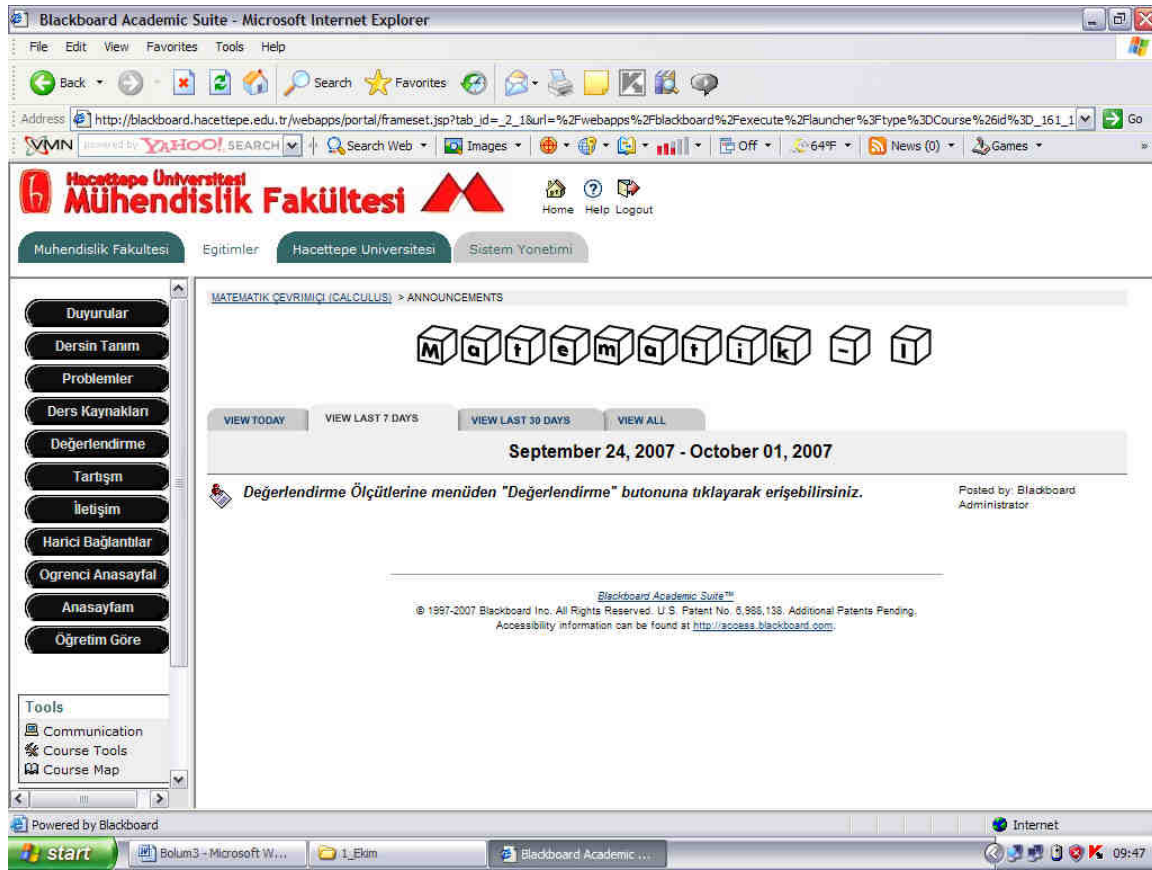 Blackboard Academic Suite - Microsoft Internet Explorer
File Edit View Favorites Tools Help
Back Search Favorites
Address http://blackboard.hacettepe.edu.tr/webapps/portal/frameset.jsp?tab_id=_2_1&url=%2Fwebapps%2Fblackboard%2Fexecute%2Flauncher%3Ftype%3DCourse%26id%3D_161_1 Go
VMN powered by YAHOO! SEARCH Search Web Images Off 64°F News (0) Games »
Hacettepe Üniversitesi
Mühendislik Fakültesi
Home Help Logout
Muhendislik Fakultesi Egitimler Hacettepe Universitesi Sistem Yonetimi
MATEMATIK ÇEVRIMIÇI (CALCULUS) > ANNOUNCEMENTS
Matematik - I
VIEW TODAY VIEW LAST 7 DAYS VIEW LAST 30 DAYS VIEW ALL
September 24, 2007 - October 01, 2007
Değerlendirme Ölçütlerine menüden "Değerlendirme" butonuna tıklayarak erişebilirsiniz.
Posted by: Blackboard
Administrator
Blackboard Academic Suite™
© 1997-2007 Blackboard Inc. All Rights Reserved. U.S. Patent No. 6,988,138. Additional Patents Pending.
Accessibility information can be found at http://access.blackboard.com.
Duyurular
Dersin Tanım
Problemler
Ders Kaynakları
Değerlendirme
Tartışm
İletişim
Harici Bağlantılar
Ogrenci Anasayfal
Anasayfam
Öğretim Göre
Tools
Communication
Course Tools
Course Map
Powered by Blackboard Internet
start Bolum3 - Microsoft W... 1_Ekim Blackboard Academic ... 09:47